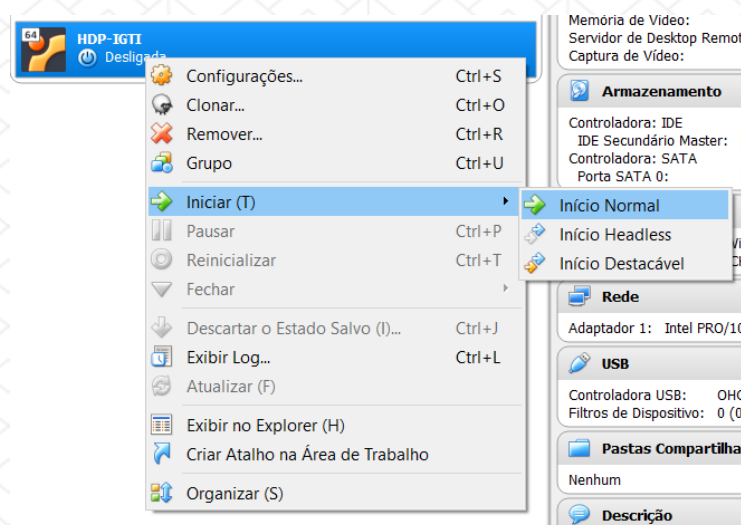 64
HDP-IGTI
Desligada
Configurações... Ctrl+S
Clonar... Ctrl+O
Remover... Ctrl+R
Grupo Ctrl+U
Iniciar (T)
Pausar Ctrl+P
Reinicializar Ctrl+T
Fechar
Descartar o Estado Salvo (I)... Ctrl+J
Exibir Log... Ctrl+L
Atualizar (F)
Exibir no Explorer (H)
Criar Atalho na Área de Trabalho
Organizar (S)
Início Normal
Início Headless
Início Destacável
Memória de Vídeo:
Servidor de Desktop Remot
Captura de Vídeo:
Armazenamento
Controladora: IDE
IDE Secundário Master:
Controladora: SATA
Porta SATA 0:
Rede
Adaptador 1: Intel PRO/10
USB
Controladora USB: OHC
Filtros de Dispositivo: 0 (0
Pastas Compartilha
Nenhum
Descrição